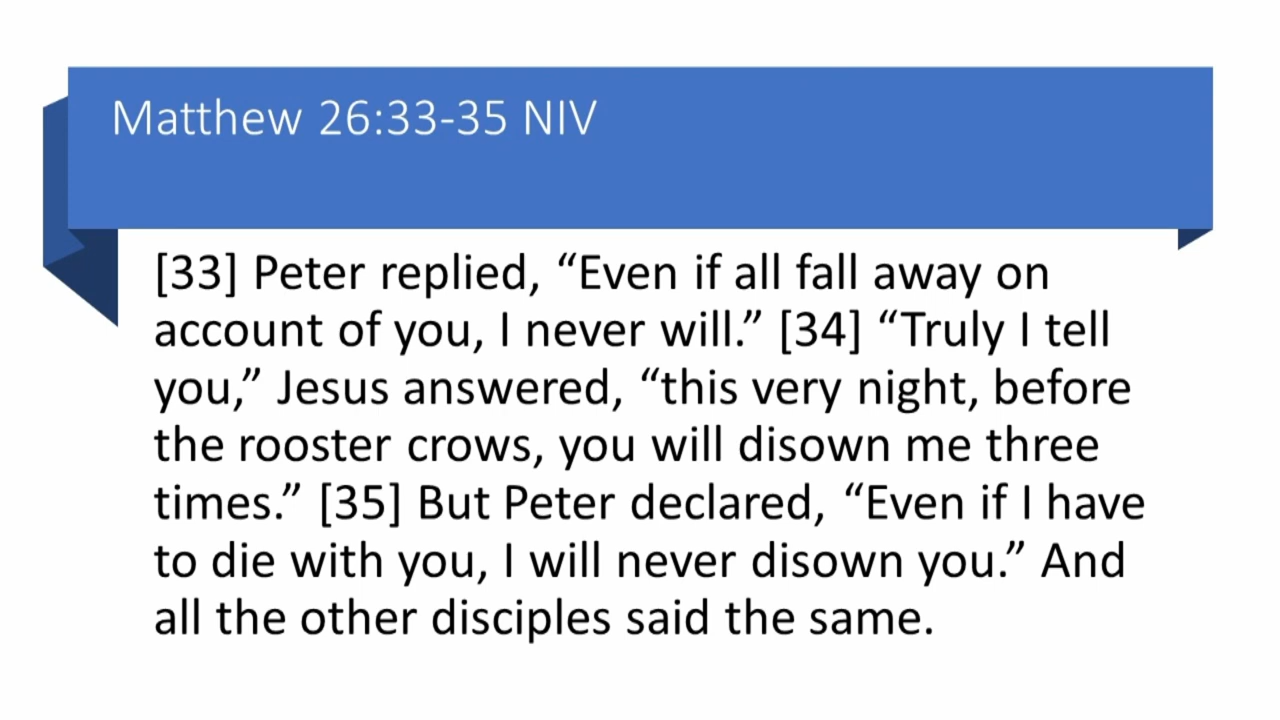 Matthew 26:33-35 NIV
[33] Peter replied, “Even if all fall away on
account of you, I never will.” [34] “Truly I tell
you,” Jesus answered, “this very night, before
the rooster crows, you will disown me three
times.” [35] But Peter declared, “Even if I have
to die with you, I will never disown you.” And
all the other disciples said the same.